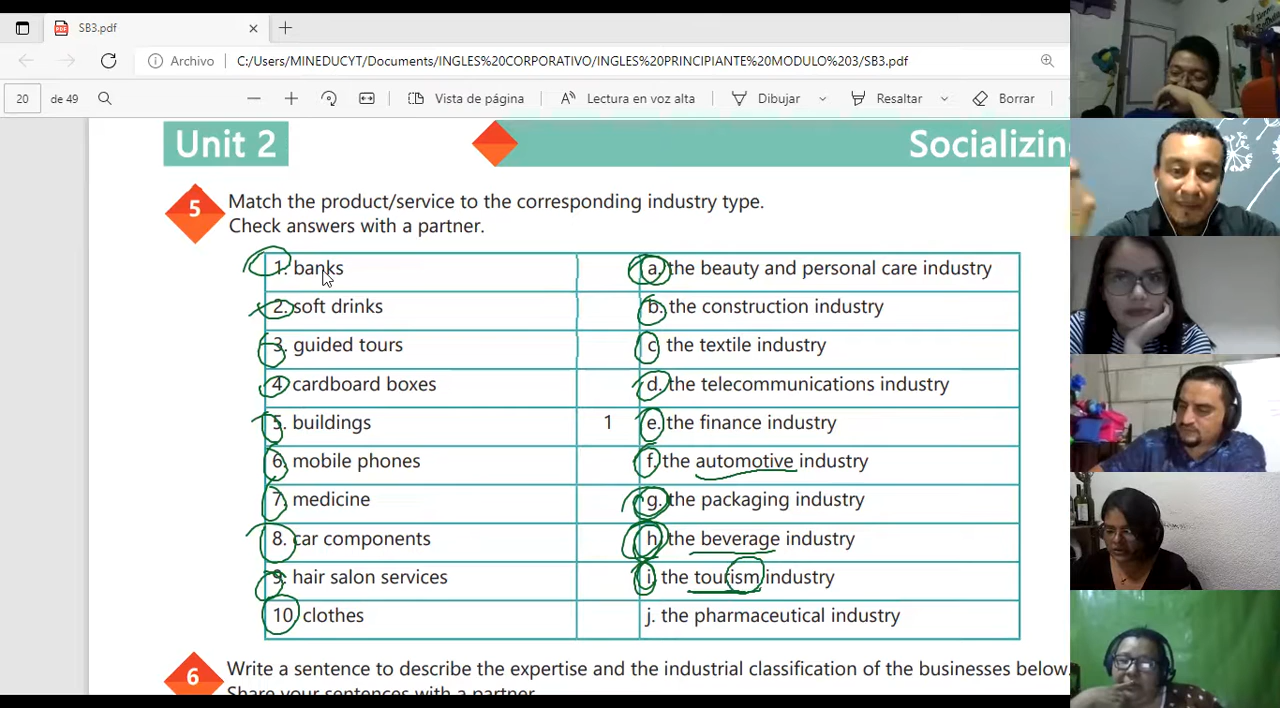 SB3.pdf
Archivo C:/Users/MINEDUCYT/Documents/INGLES%20CORPORATIVO/INGLES%20PRINCIPIANTE%20MODULO%203/SB3.pdf
20 de 49 Vista de página Lectura en voz alta Dibujar Resaltar Borrar
Unit 2 Socializing
5 Match the product/service to the corresponding industry type.
Check answers with a partner.
1. banks a. the beauty and personal care industry
2. soft drinks b. the construction industry
3. guided tours c. the textile industry
4. cardboard boxes d. the telecommunications industry
5. buildings 1 e. the finance industry
6. mobile phones f. the automotive industry
7. medicine g. the packaging industry
8. car components h. the beverage industry
9. hair salon services i. the tourism industry
10. clothes j. the pharmaceutical industry
6 Write a sentence to describe the expertise and the industrial classification of the businesses below.
Share your sentences with a partner.